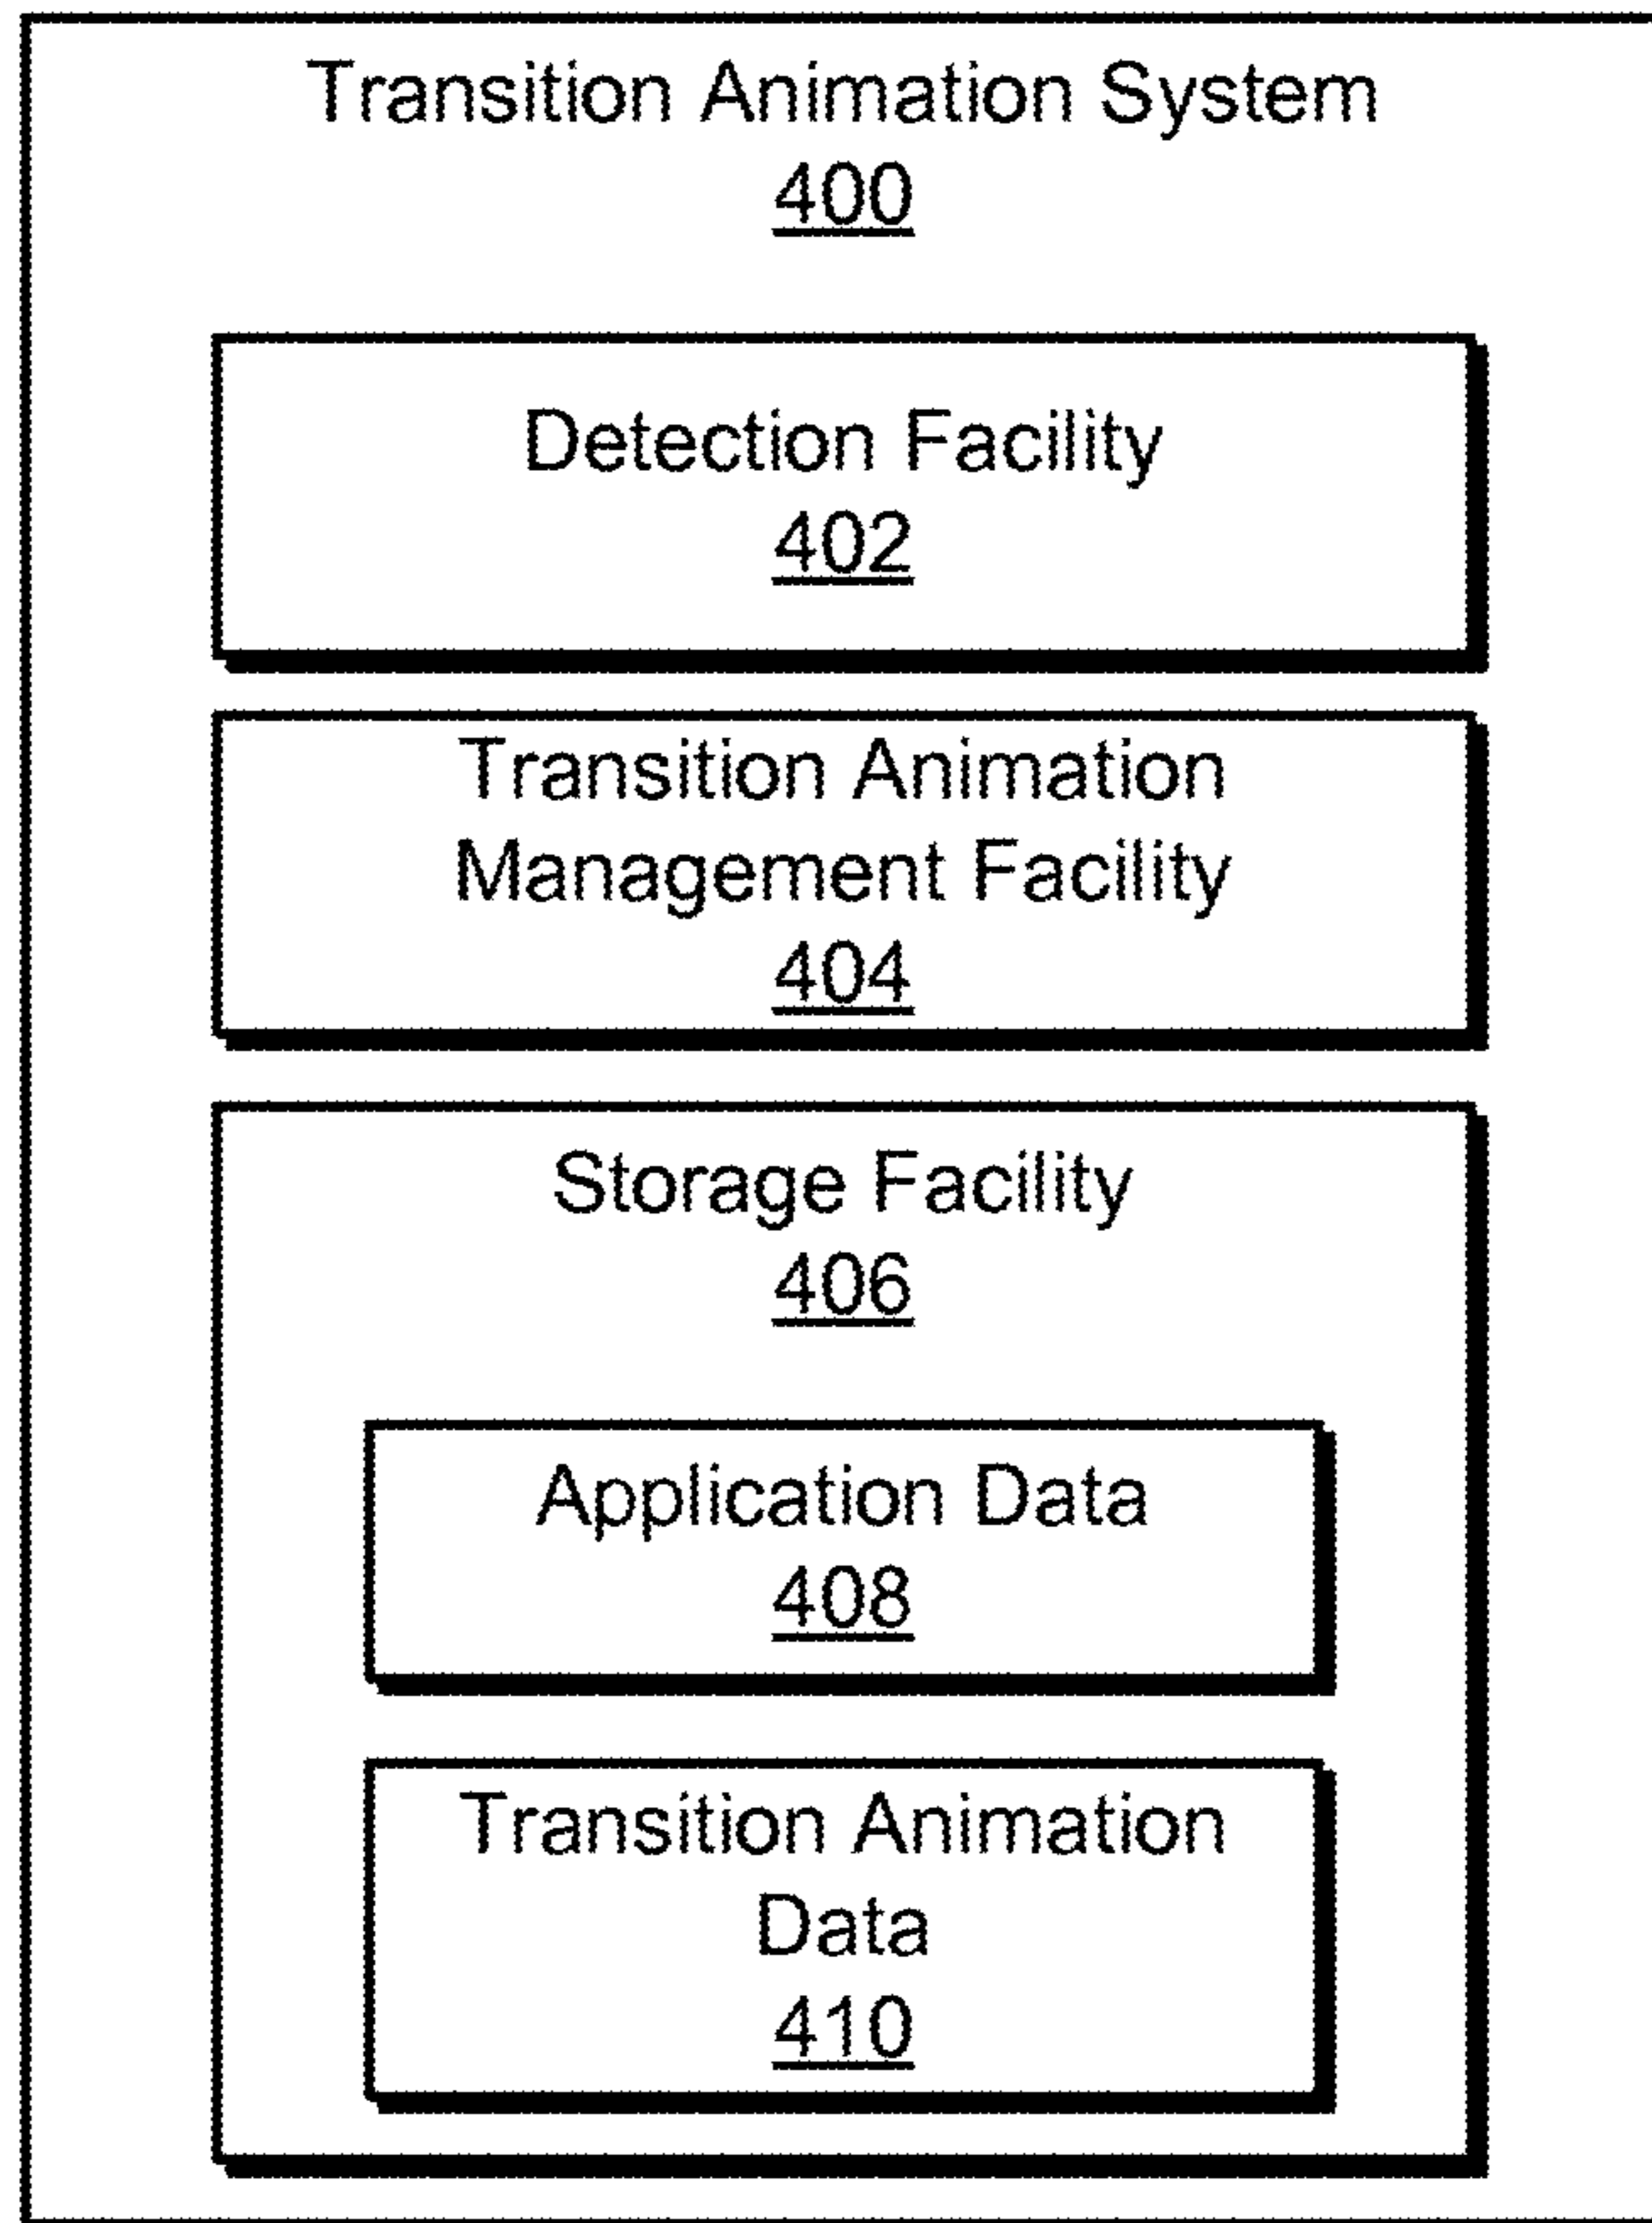 Transition Animation System
400
Detection Facility
402
Transition Animation
Management Facility
404
Storage Facility
406
Application Data
408
Transition Animation
Data
410